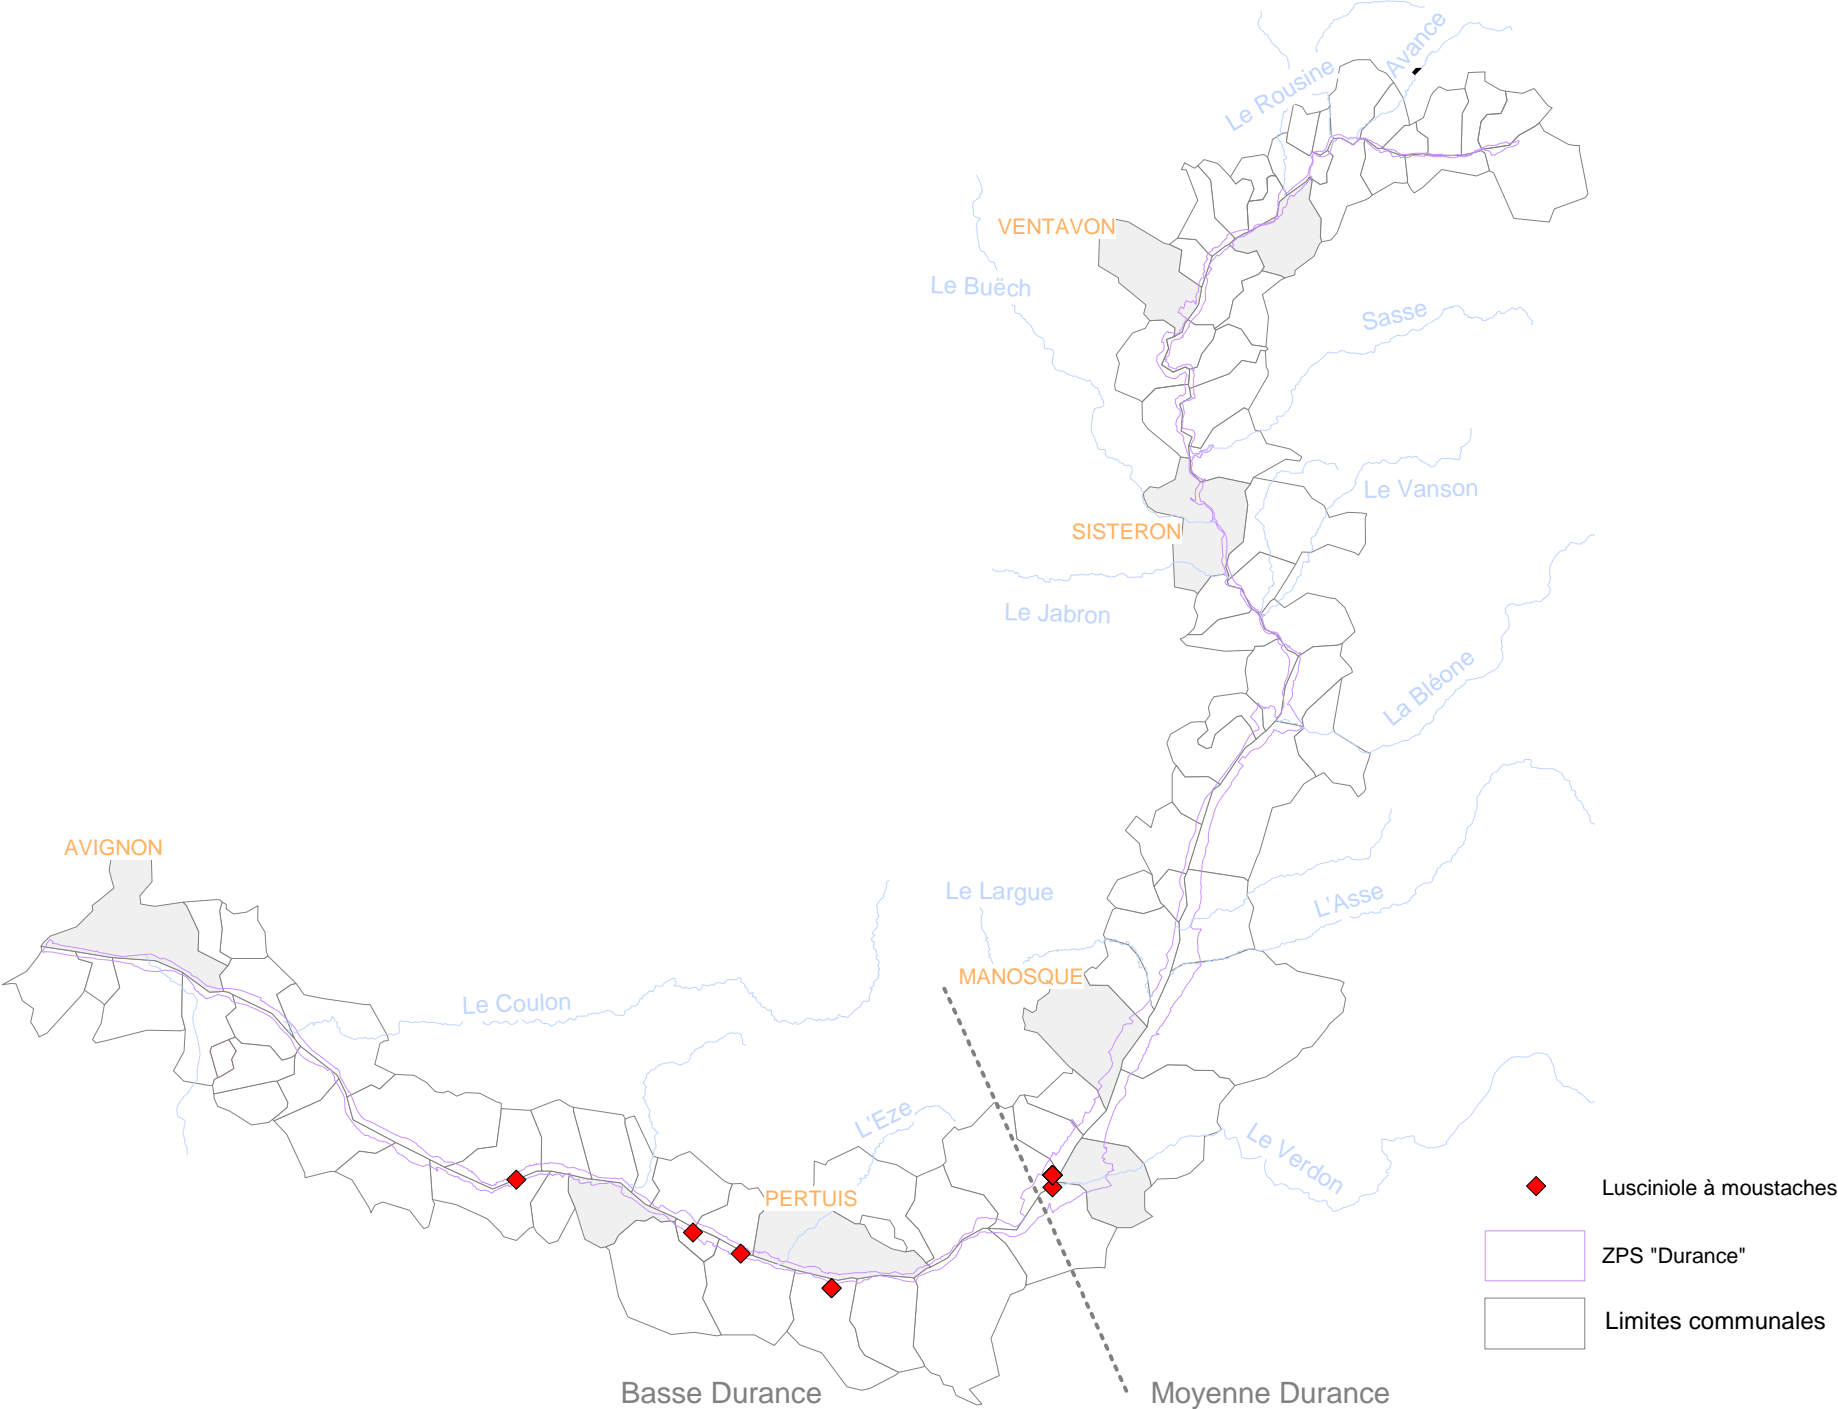 Avance
Le Rousine
VENTAVON
Le Buëch
Sasse
Le Vanson
SISTERON
Le Jabron
La Bléone
AVIGNON
Le Largue
L'Asse
MANOSQUE
Le Coulon
L'Eze
Le Verdon
PERTUIS
Lusciniole à moustaches
ZPS "Durance"
Limites communales
Basse Durance
Moyenne Durance